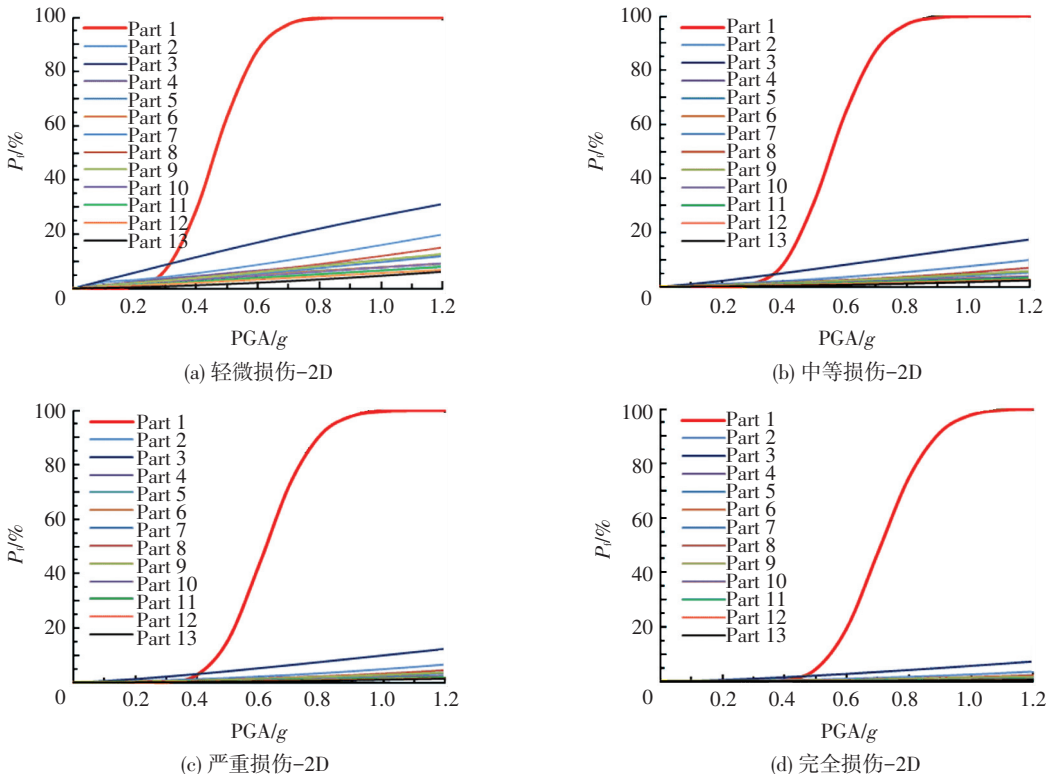 100
80
60
40
20
0
P_f/%
Part 1
Part 2
Part 3
Part 4
Part 5
Part 6
Part 7
Part 8
Part 9
Part 10
Part 11
Part 12
Part 13
0.2 0.4 0.6 0.8 1.0 1.2
PGA/g
(a) 轻微损伤-2D
100
80
60
40
20
0
P_f/%
Part 1
Part 2
Part 3
Part 4
Part 5
Part 6
Part 7
Part 8
Part 9
Part 10
Part 11
Part 12
Part 13
0.2 0.4 0.6 0.8 1.0 1.2
PGA/g
(b) 中等损伤-2D
100
80
60
40
20
0
P_f/%
Part 1
Part 2
Part 3
Part 4
Part 5
Part 6
Part 7
Part 8
Part 9
Part 10
Part 11
Part 12
Part 13
0.2 0.4 0.6 0.8 1.0 1.2
PGA/g
(c) 严重损伤-2D
100
80
60
40
20
0
P_f/%
Part 1
Part 2
Part 3
Part 4
Part 5
Part 6
Part 7
Part 8
Part 9
Part 10
Part 11
Part 12
Part 13
0.2 0.4 0.6 0.8 1.0 1.2
PGA/g
(d) 完全损伤-2D